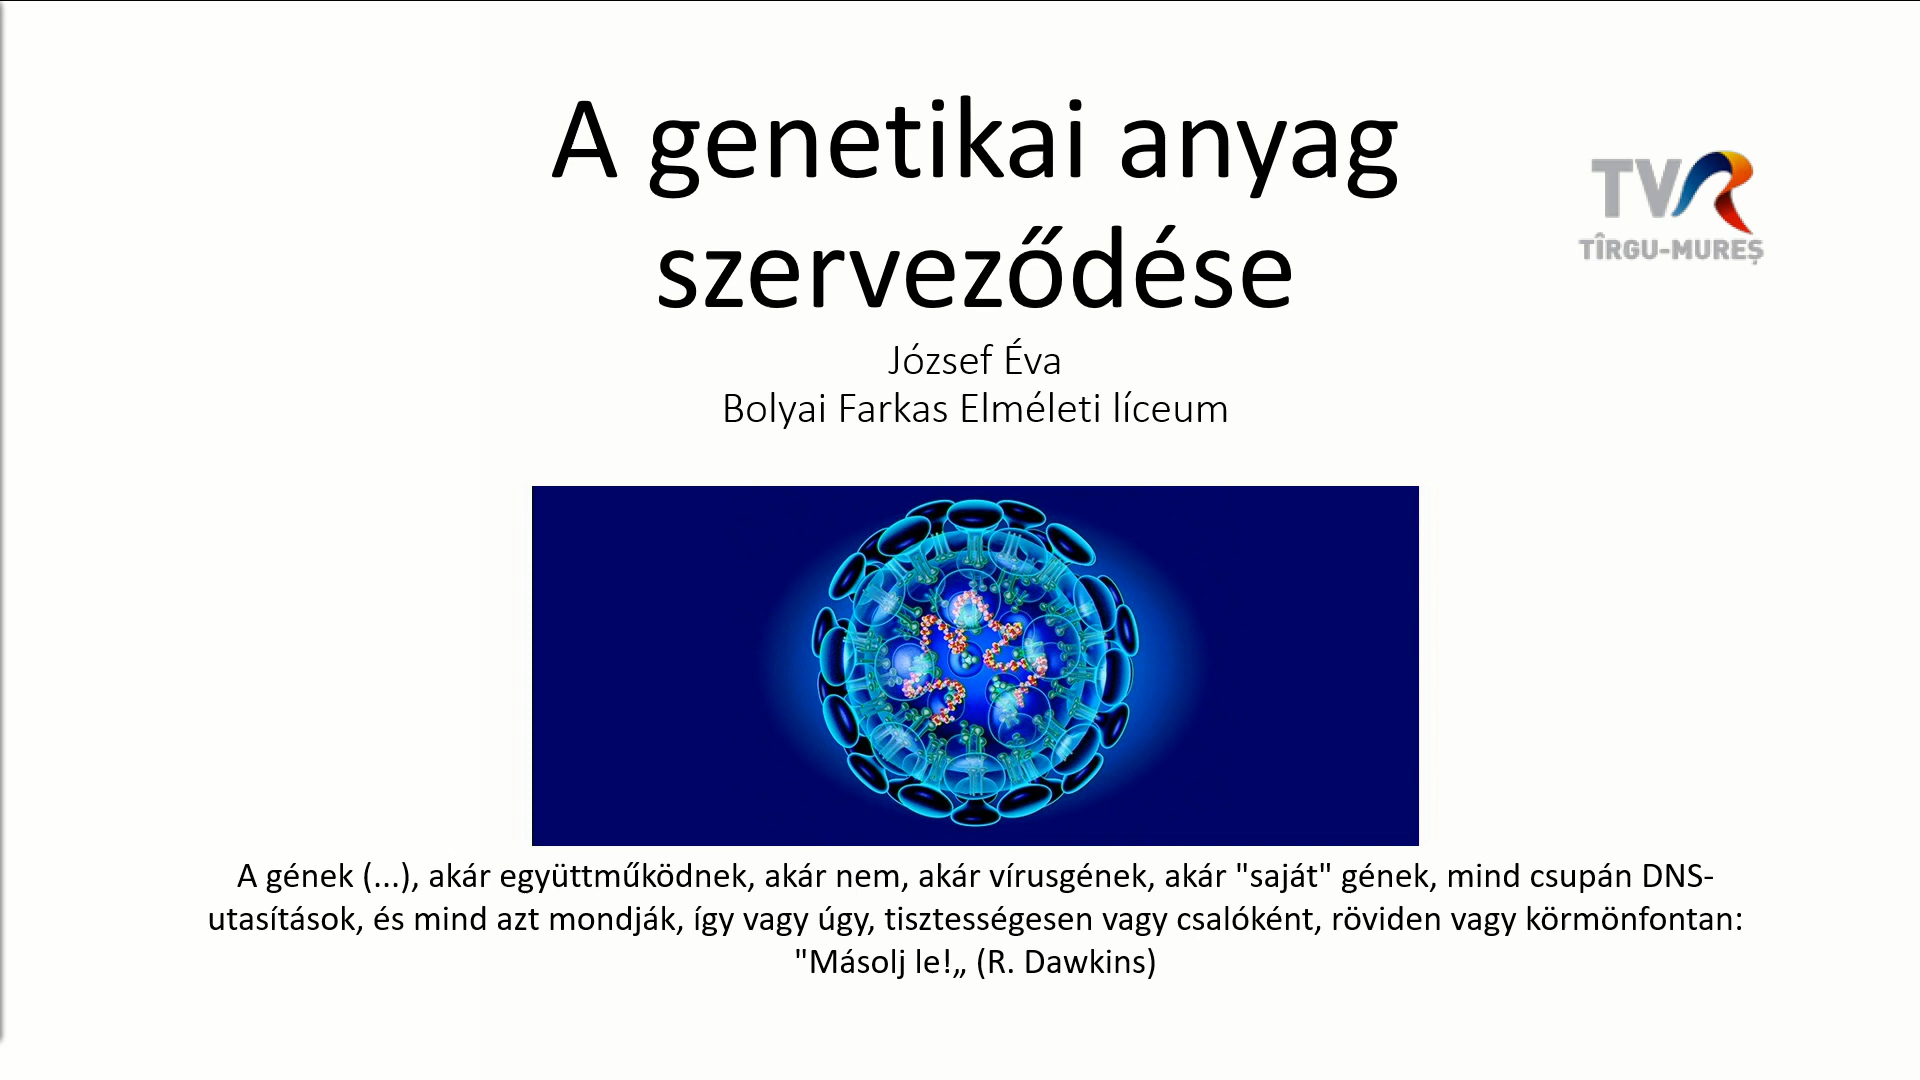 A genetikai anyag
szerveződése
TVR
TÎRGU-MUREȘ
József Éva
Bolyai Farkas Elméleti líceum
A gének (...), akár együttműködnek, akár nem, akár vírusgének, akár "saját" gének, mind csupán DNS-
utasítások, és mind azt mondják, így vagy úgy, tisztességesen vagy csalóként, röviden vagy körmönfontan:
"Másolj le!„ (R. Dawkins)